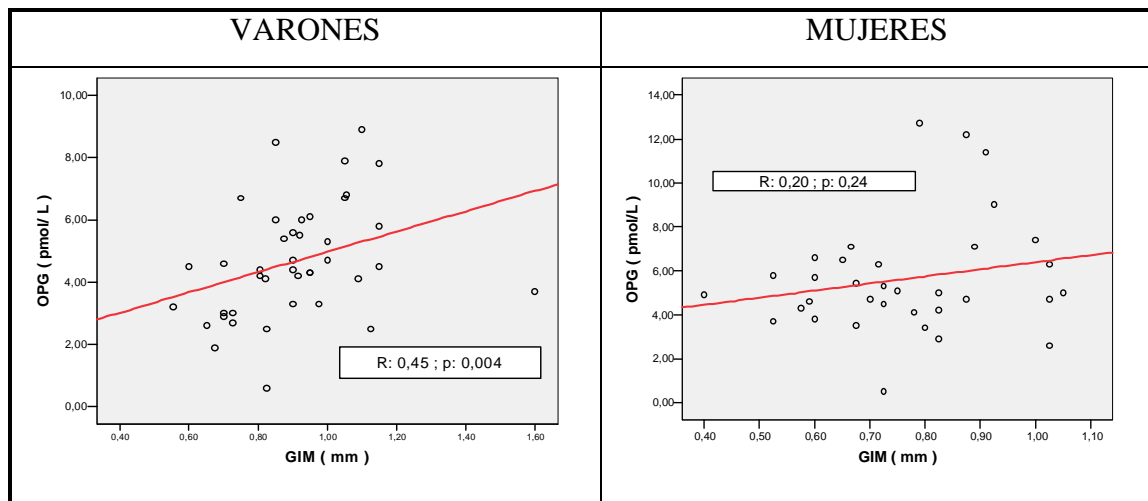 VARONES
MUJERES
10,00
8,00
6,00
4,00
2,00
0,00
OPG ( pmol/ L )
R: 0,45 ; p: 0,004
0,40 0,60 0,80 1,00 1,20 1,40 1,60
GIM ( mm )
14,00
12,00
10,00
8,00
6,00
4,00
2,00
0,00
OPG ( pmol/L )
R: 0,20 ; p: 0,24
0,40 0,50 0,60 0,70 0,80 0,90 1,00 1,10
GIM ( mm )